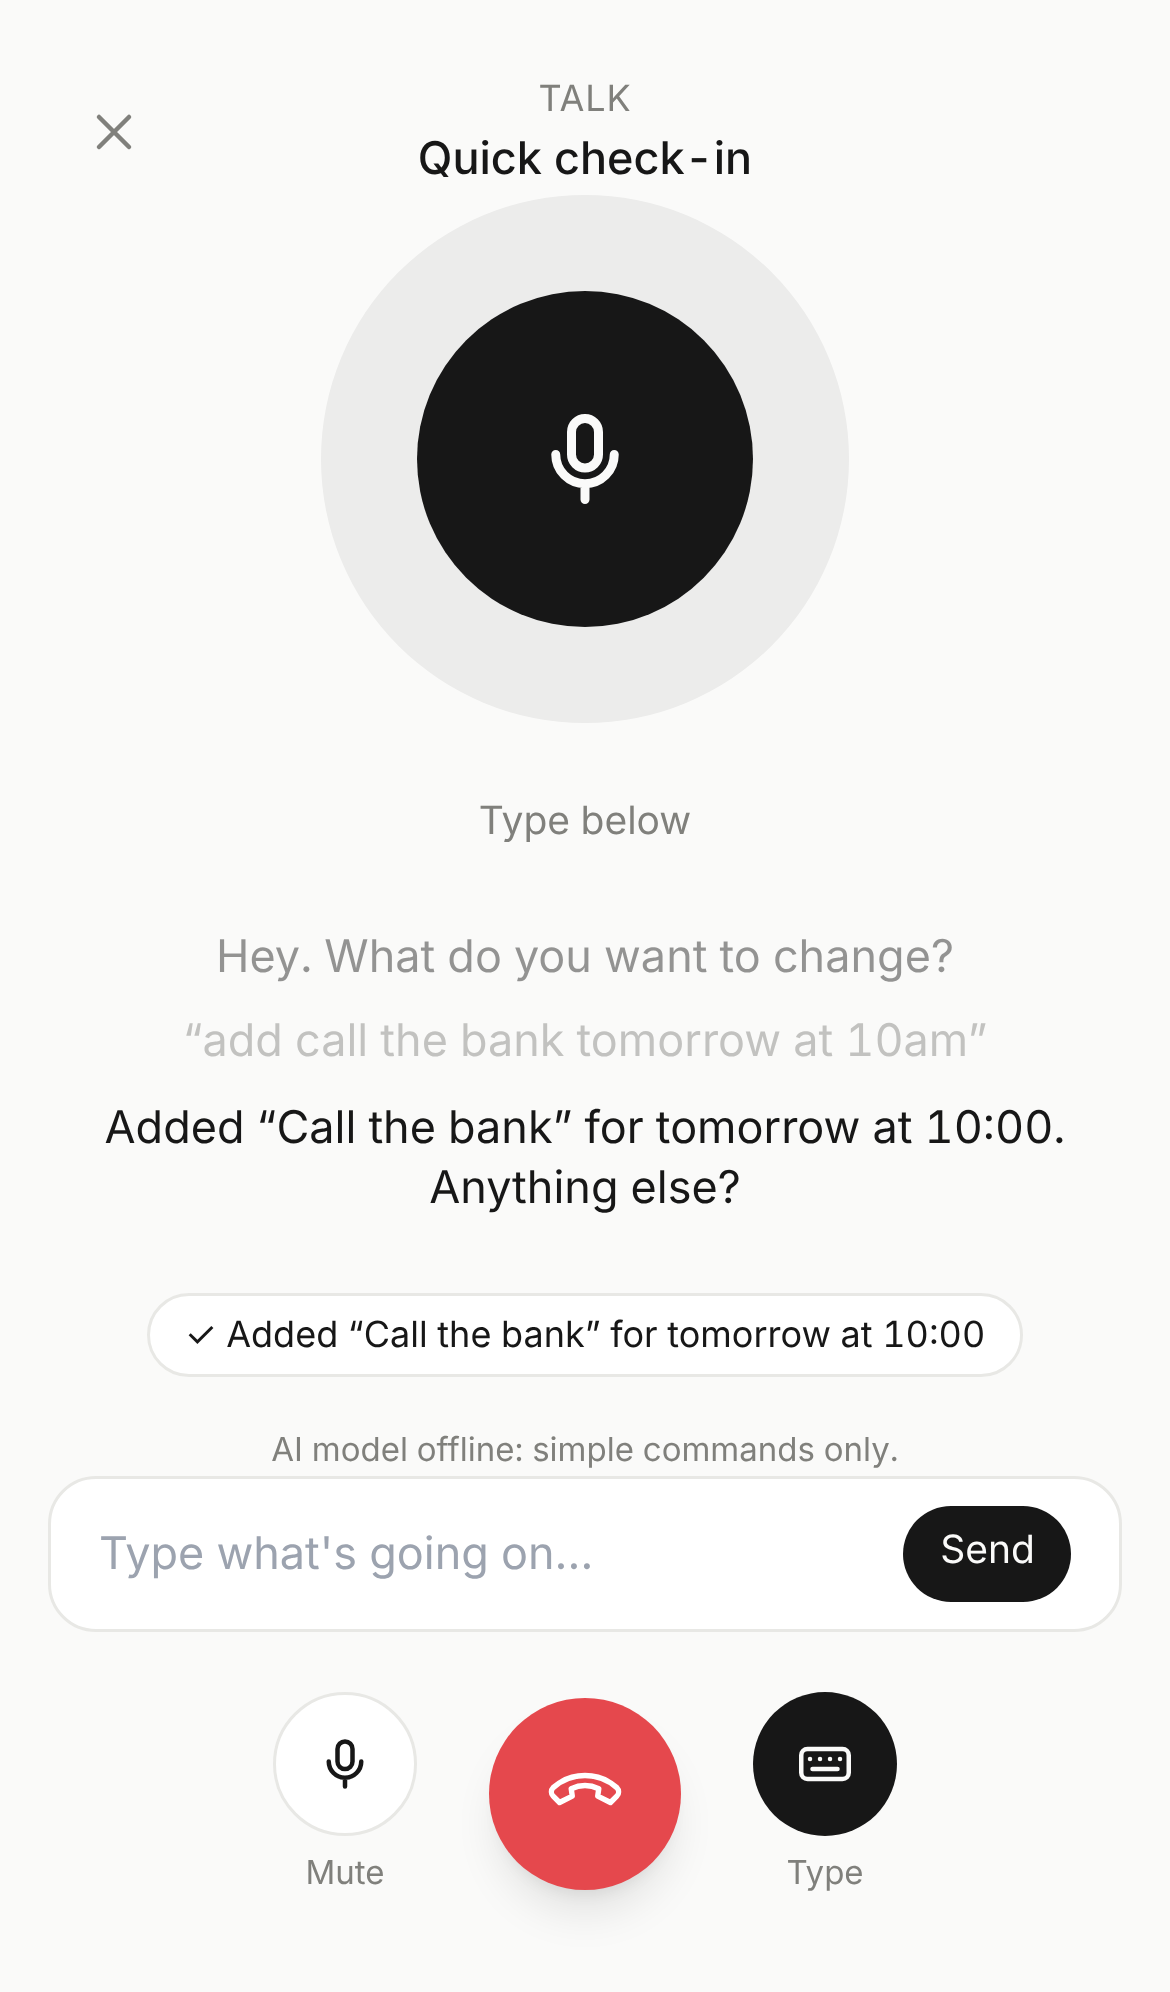 TALK
Quick check-in
Type below
Hey. What do you want to change?
“add call the bank tomorrow at 10am”
Added “Call the bank” for tomorrow at 10:00.
Anything else?
✓ Added “Call the bank” for tomorrow at 10:00
AI model offline: simple commands only.
Type what's going on...
Send
Mute
Type